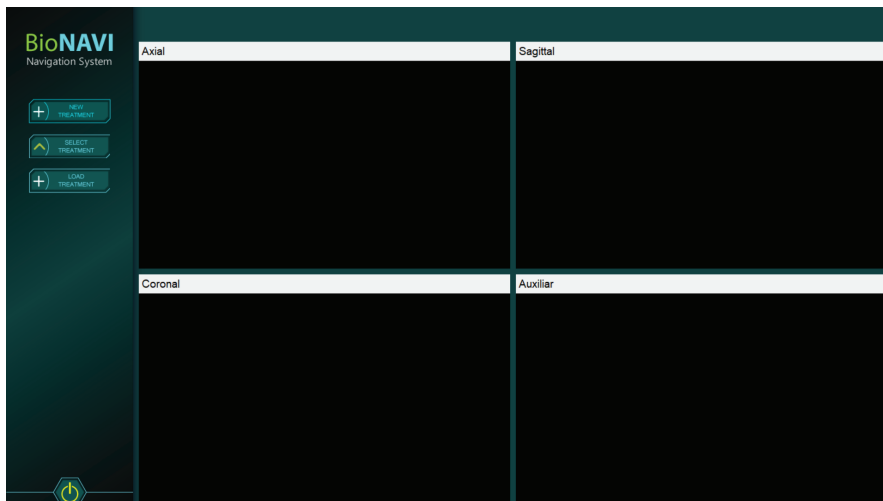 BioNAVI
Navigation System
NEW
TREATMENT
SELECT
TREATMENT
LOAD
TREATMENT
Axial
Sagittal
Coronal
Auxiliar